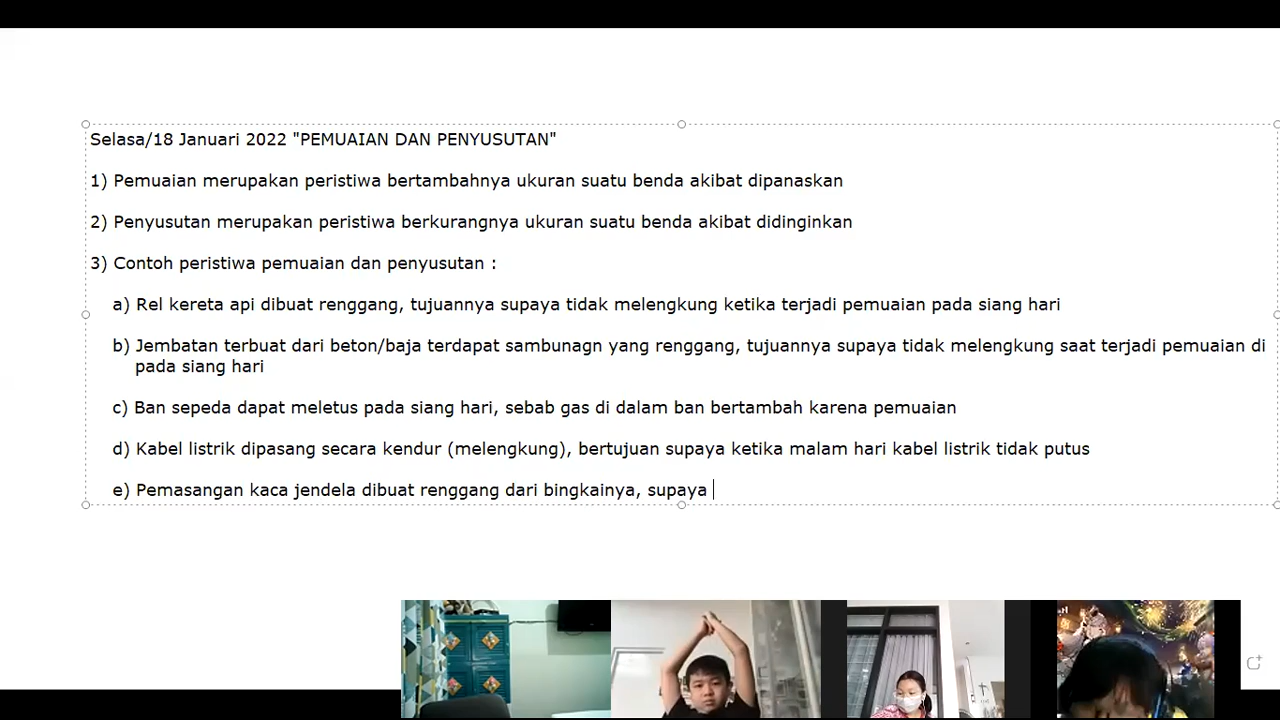 Selasa/18 Januari 2022 "PEMUAIAN DAN PENYUSUTAN"
1) Pemuaian merupakan peristiwa bertambahnya ukuran suatu benda akibat dipanaskan
2) Penyusutan merupakan peristiwa berkurangnya ukuran suatu benda akibat didinginkan
3) Contoh peristiwa pemuaian dan penyusutan :
a) Rel kereta api dibuat renggang, tujuannya supaya tidak melengkung ketika terjadi pemuaian pada siang hari
b) Jembatan terbuat dari beton/baja terdapat sambunagn yang renggang, tujuannya supaya tidak melengkung saat terjadi pemuaian di
pada siang hari
c) Ban sepeda dapat meletus pada siang hari, sebab gas di dalam ban bertambah karena pemuaian
d) Kabel listrik dipasang secara kendur (melengkung), bertujuan supaya ketika malam hari kabel listrik tidak putus
e) Pemasangan kaca jendela dibuat renggang dari bingkainya, supaya